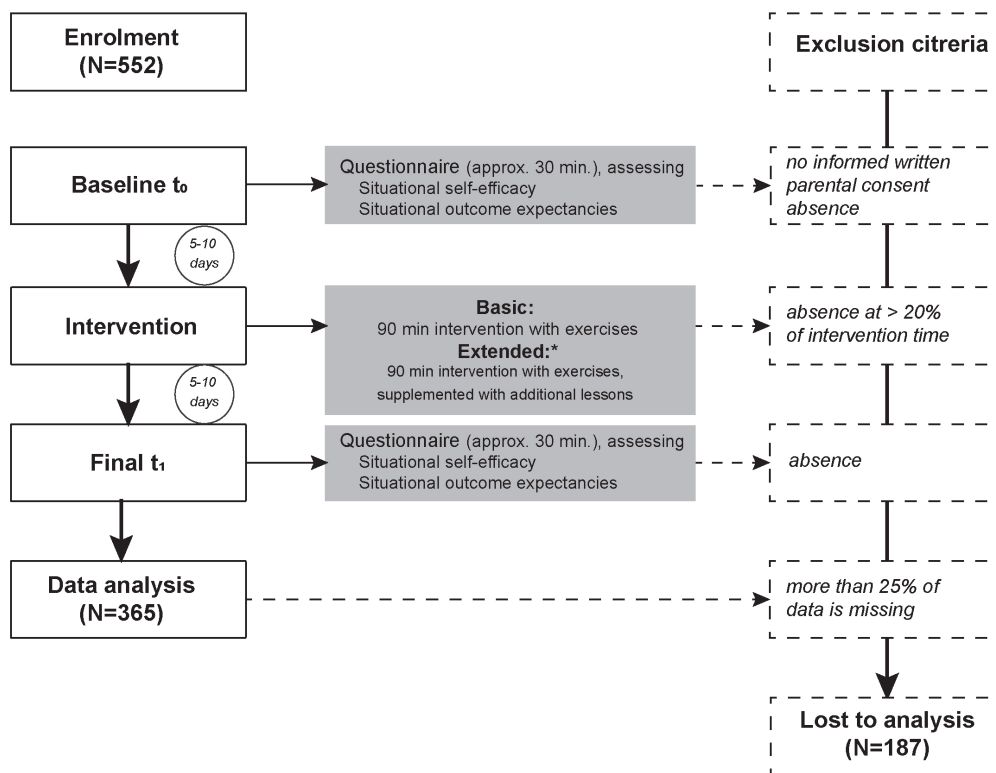 Enrolment
(N=552)
Exclusion citreria
Baseline t₀
Questionnaire (approx. 30 min.), assessing
Situational self-efficacy
Situational outcome expectancies
no informed written
parental consent
absence
5-10
days
Intervention
Basic:
90 min intervention with exercises
Extended:*
90 min intervention with exercises,
supplemented with additional lessons
absence at > 20%
of intervention time
5-10
days
Final t₁
Questionnaire (approx. 30 min.), assessing
Situational self-efficacy
Situational outcome expectancies
absence
Data analysis
(N=365)
more than 25% of
data is missing
Lost to analysis
(N=187)